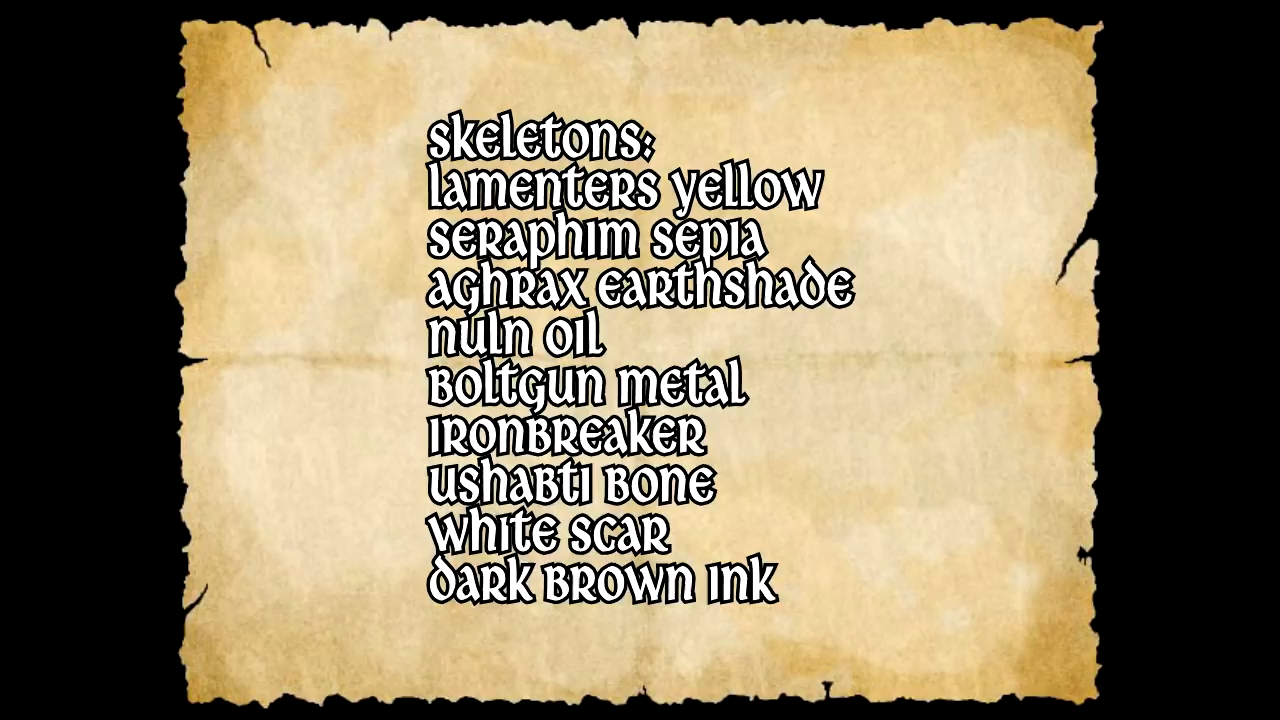 skeletons:
lamenters yellow
seraphim sepia
aghrax earthshade
nuln oil
boltgun metal
ironbreaker
ushabti bone
white scar
dark brown ink